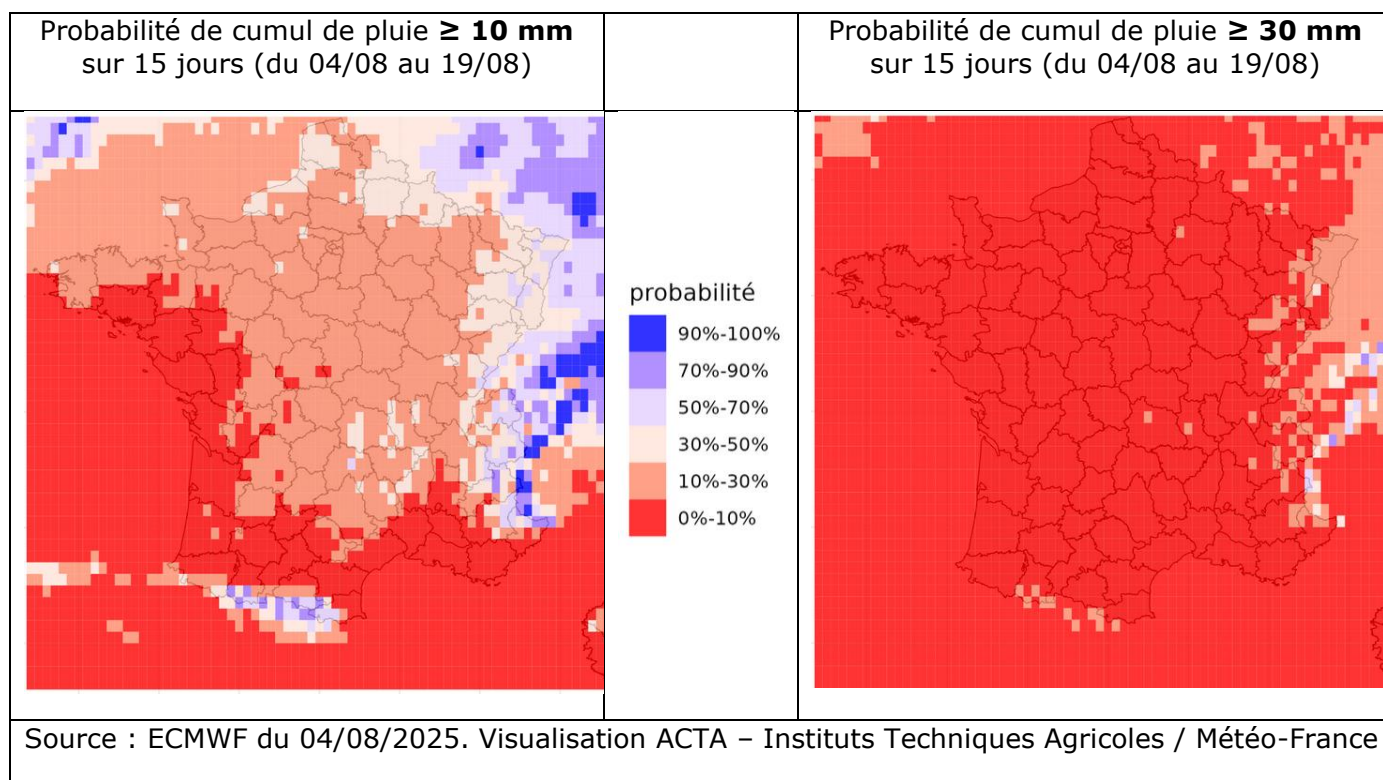 Probabilité de cumul de pluie ≥ 10 mm
sur 15 jours (du 04/08 au 19/08)
Probabilité de cumul de pluie ≥ 30 mm
sur 15 jours (du 04/08 au 19/08)
probabilité
90%-100%
70%-90%
50%-70%
30%-50%
10%-30%
0%-10%
Source : ECMWF du 04/08/2025. Visualisation ACTA – Instituts Techniques Agricoles / Météo-France